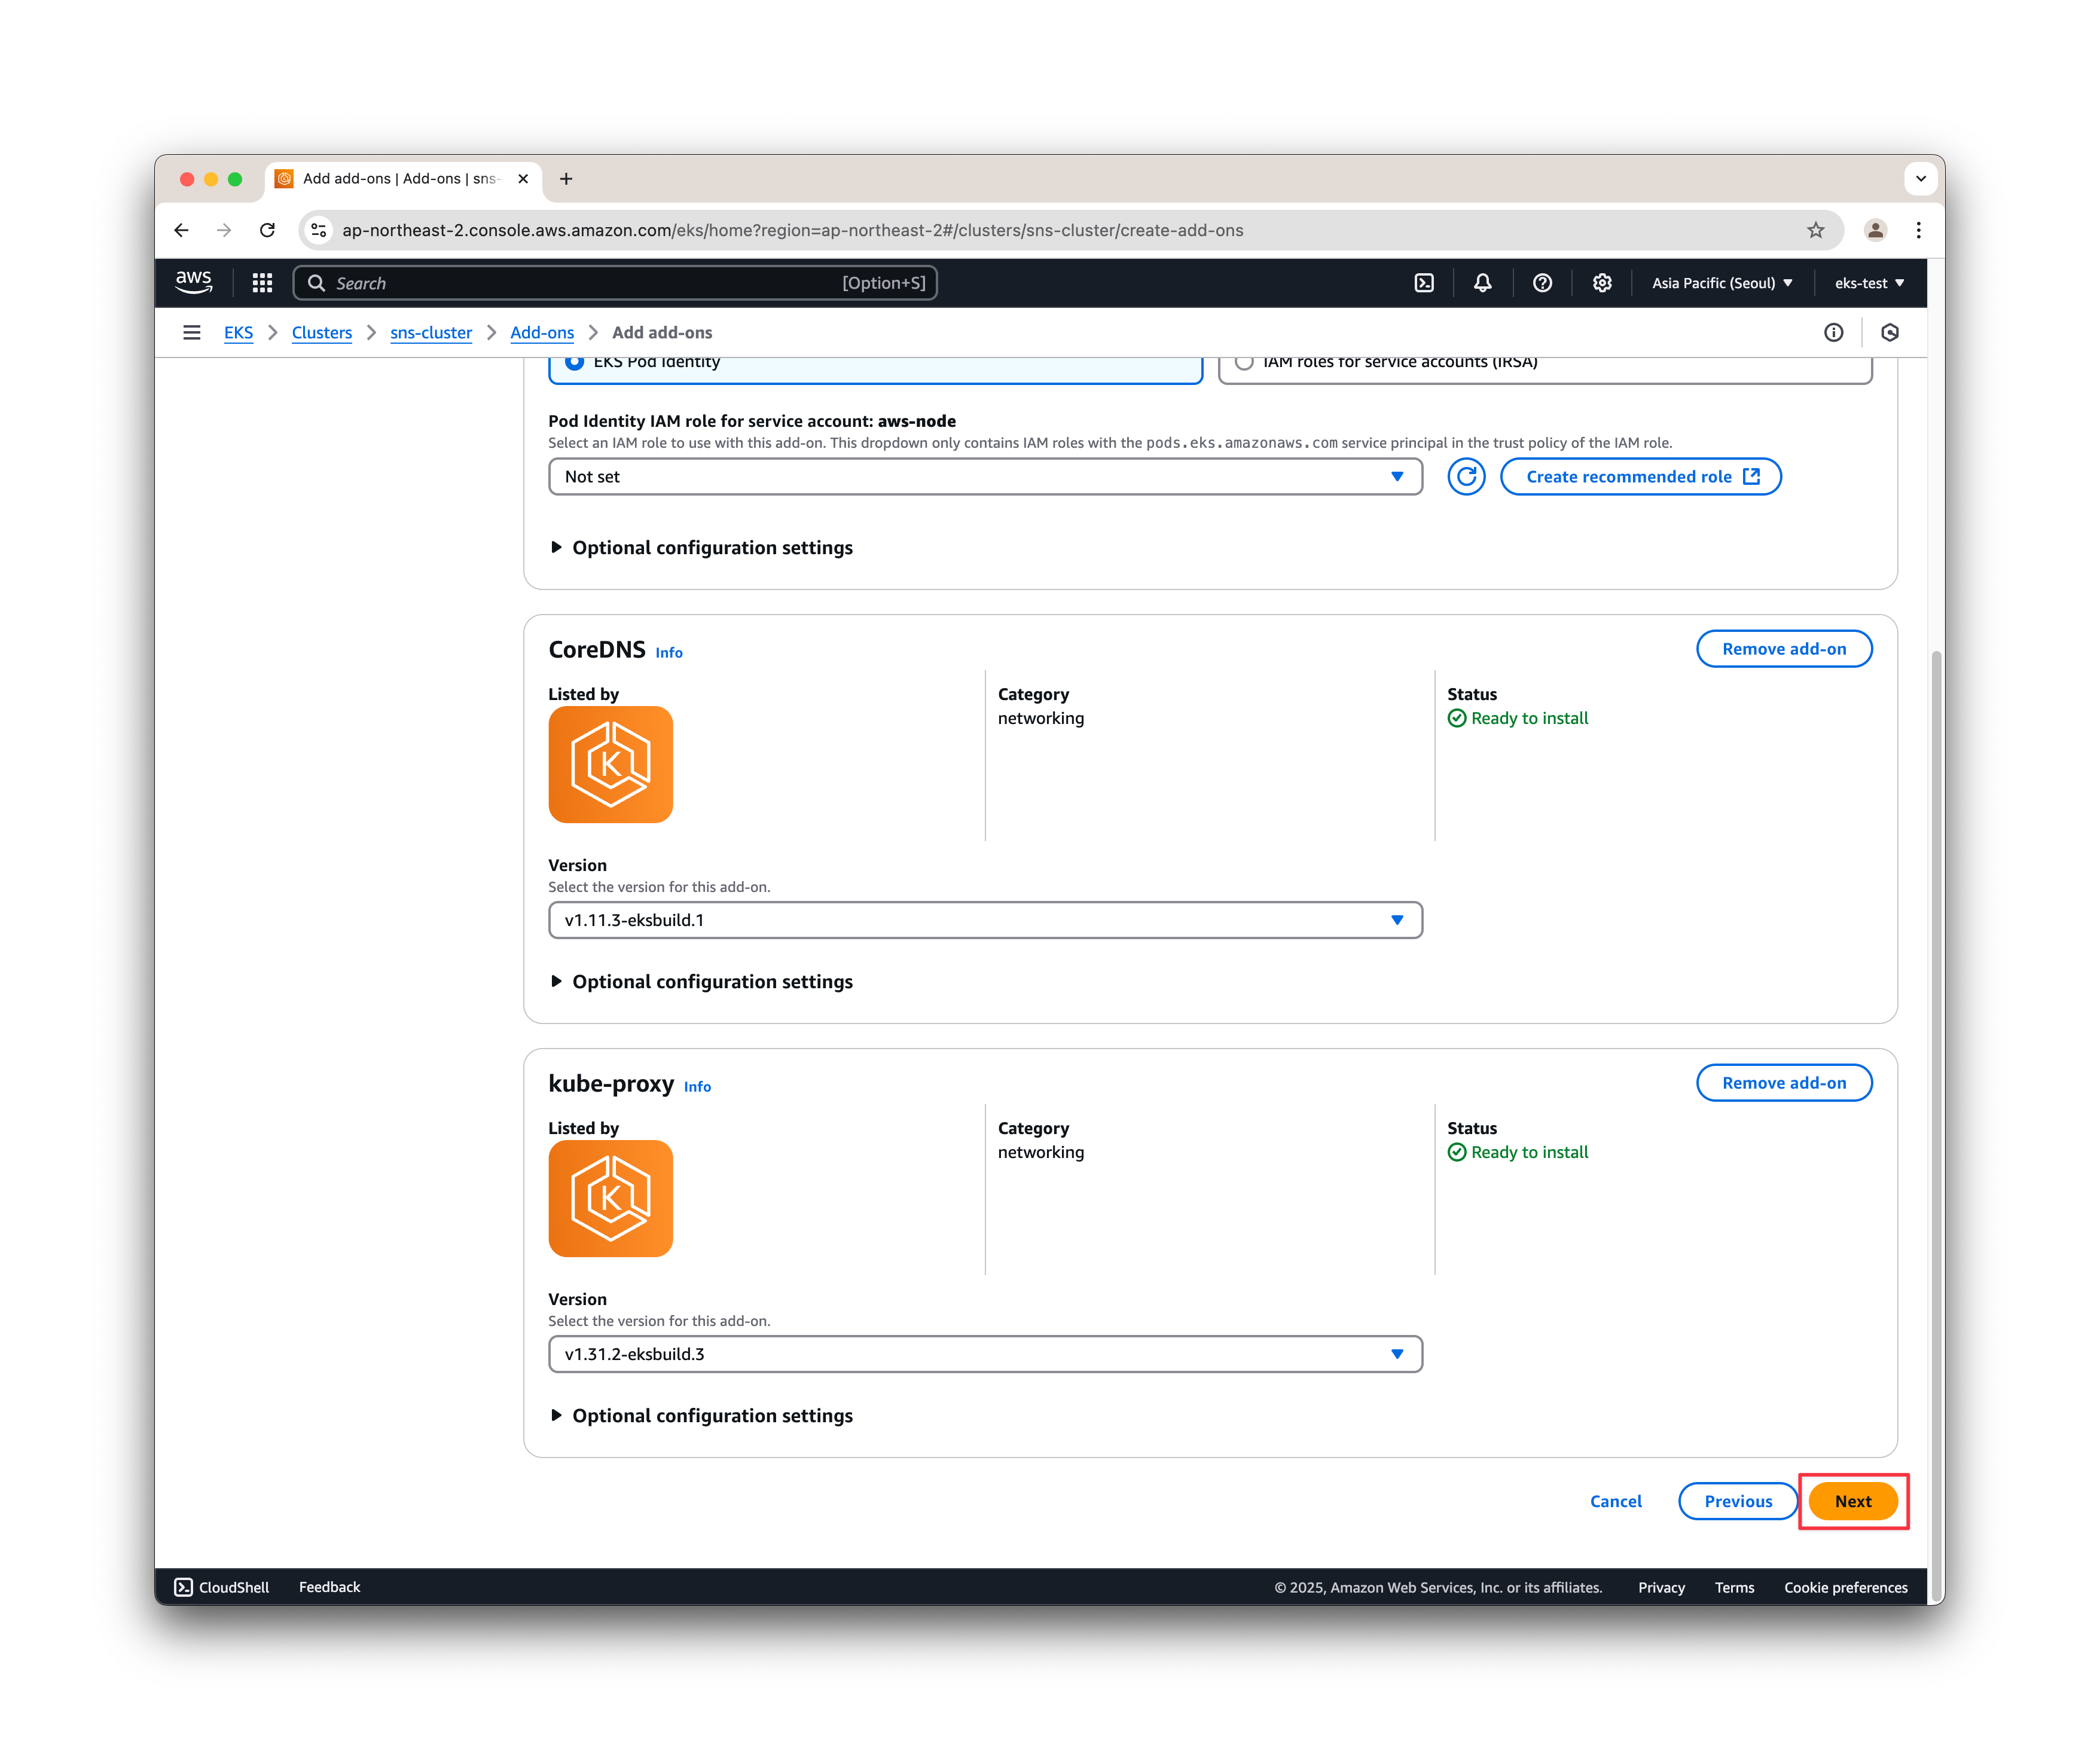 Add add-ons | Add-ons | sns-
ap-northeast-2.console.aws.amazon.com/eks/home?region=ap-northeast-2#/clusters/sns-cluster/create-add-ons
aws
Search [Option+S]
Asia Pacific (Seoul)
eks-test
EKS > Clusters > sns-cluster > Add-ons > Add add-ons
EKS Pod Identity
IAM roles for service accounts (IRSA)
Pod Identity IAM role for service account: aws-node
Select an IAM role to use with this add-on. This dropdown only contains IAM roles with the pods.eks.amazonaws.com service principal in the trust policy of the IAM role.
Not set
Create recommended role
Optional configuration settings
CoreDNS Info
Remove add-on
Listed by
K
Category
networking
Status
Ready to install
Version
Select the version for this add-on.
v1.11.3-eksbuild.1
Optional configuration settings
kube-proxy Info
Remove add-on
Listed by
K
Category
networking
Status
Ready to install
Version
Select the version for this add-on.
v1.31.2-eksbuild.3
Optional configuration settings
Cancel
Previous
Next
CloudShell
Feedback
© 2025, Amazon Web Services, Inc. or its affiliates.
Privacy
Terms
Cookie preferences